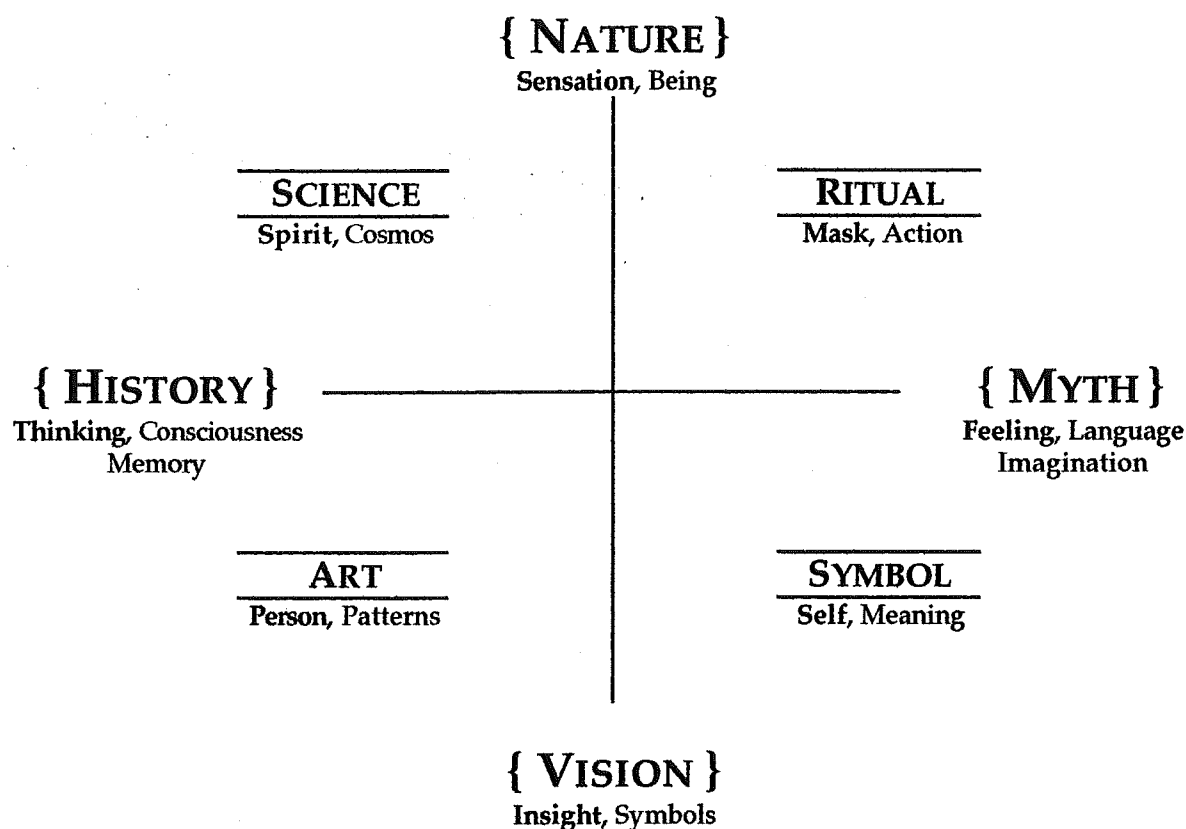 { NATURE }
Sensation, Being
SCIENCE
Spirit, Cosmos
RITUAL
Mask, Action
{ HISTORY }
Thinking, Consciousness
Memory
{ MYTH }
Feeling, Language
Imagination
ART
Person, Patterns
SYMBOL
Self, Meaning
{ VISION }
Insight, Symbols